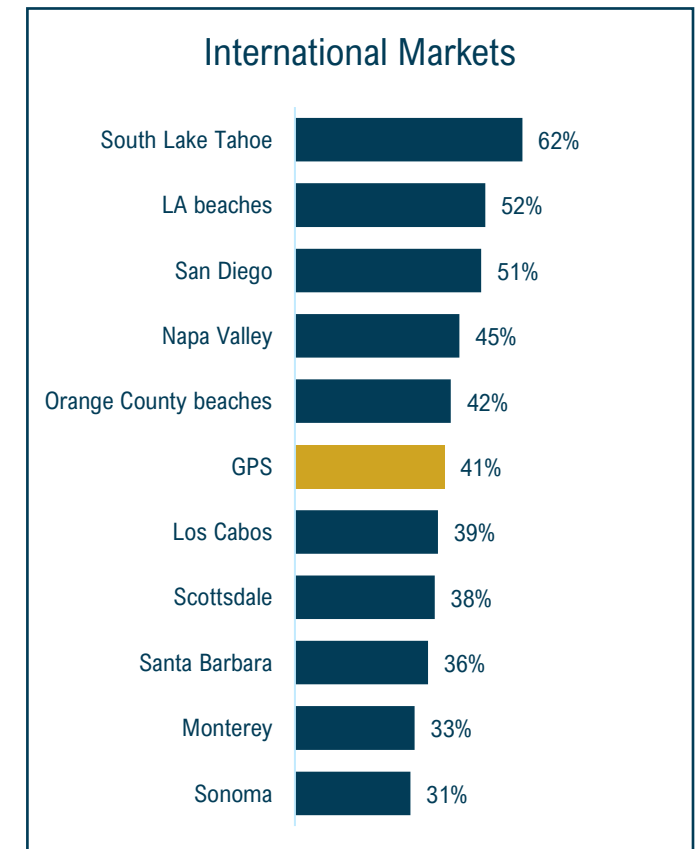 International Markets
South Lake Tahoe 62%
LA beaches 52%
San Diego 51%
Napa Valley 45%
Orange County beaches 42%
GPS 41%
Los Cabos 39%
Scottsdale 38%
Santa Barbara 36%
Monterey 33%
Sonoma 31%